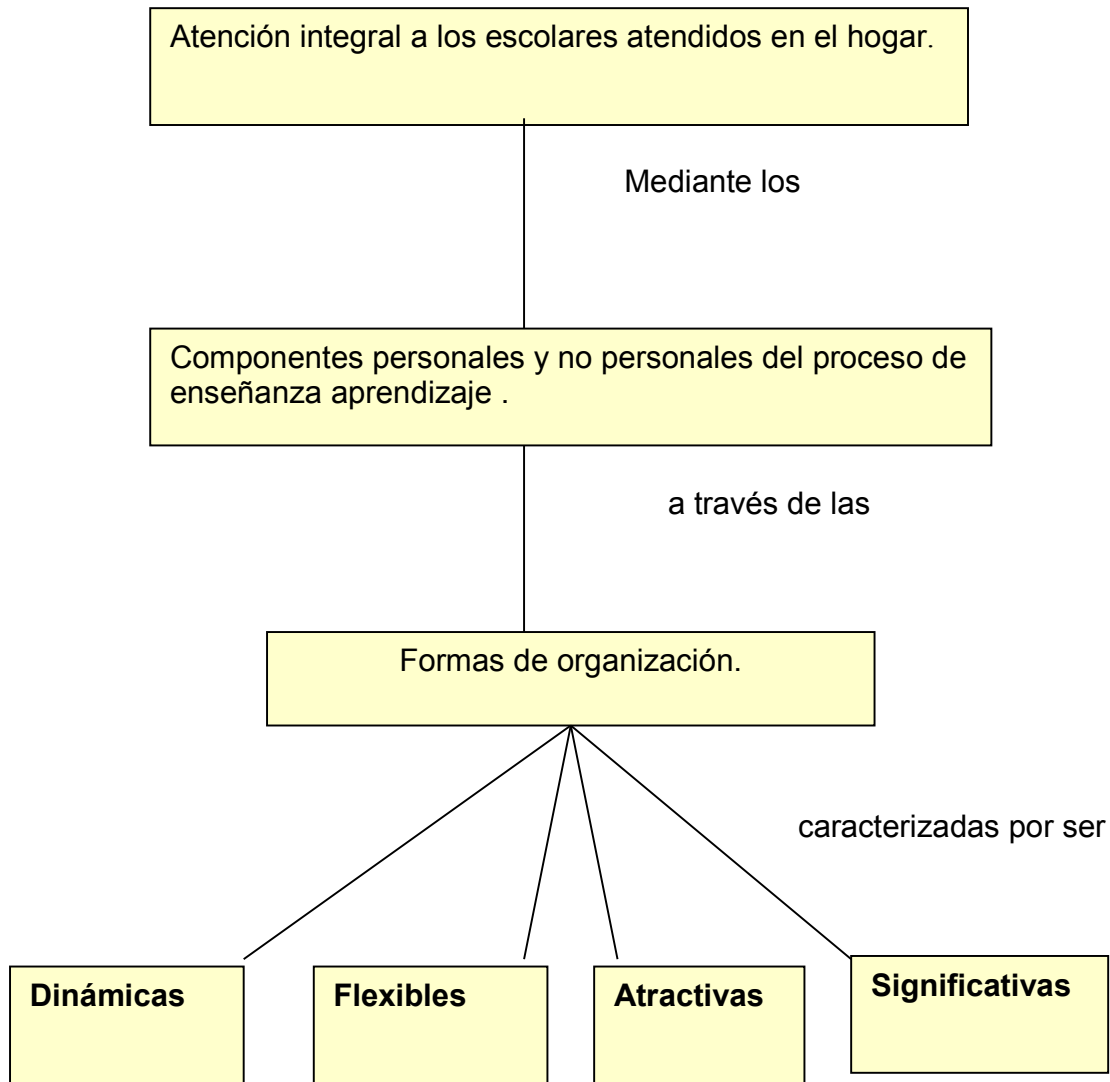 Atención integral a los escolares atendidos en el hogar.
Mediante los
Componentes personales y no personales del proceso de
enseñanza aprendizaje .
a través de las
Formas de organización.
caracterizadas por ser
Dinámicas
Flexibles
Atractivas
Significativas